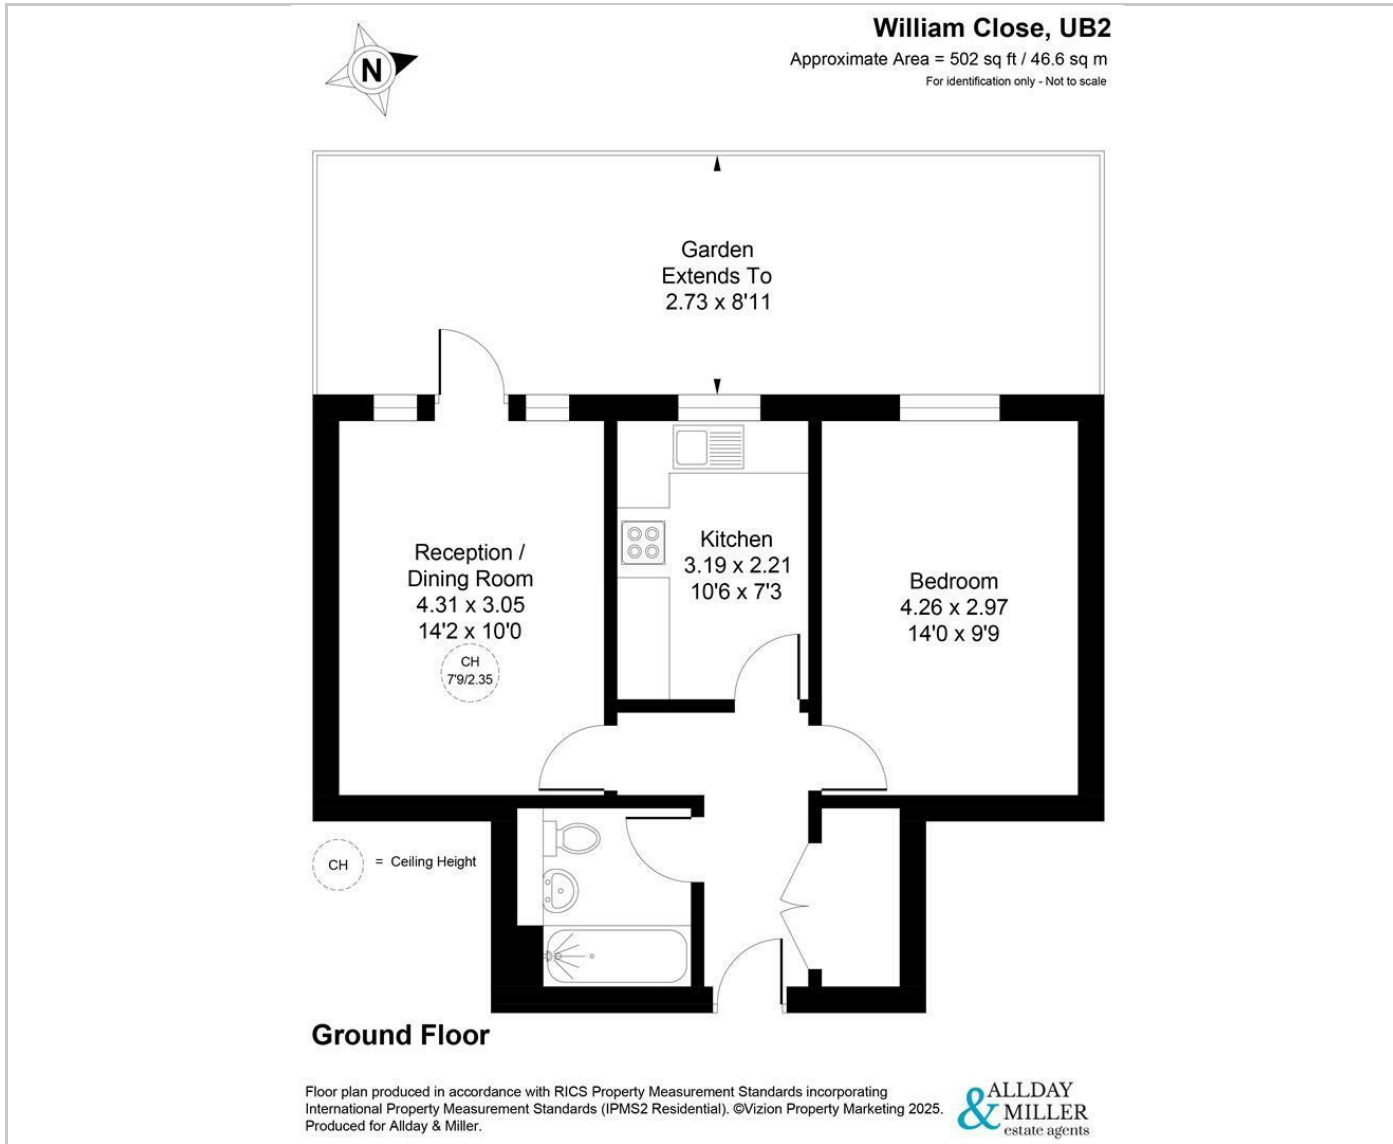 William Close, UB2
Approximate Area = 502 sq ft / 46.6 sq m
For identification only - Not to scale
N
Garden
Extends To
2.73 x 8'11
Reception /
Dining Room
4.31 x 3.05
14'2 x 10'0
CH
7'9/2.35
Kitchen
3.19 x 2.21
10'6 x 7'3
Bedroom
4.26 x 2.97
14'0 x 9'9
CH = Ceiling Height
Ground Floor
Floor plan produced in accordance with RICS Property Measurement Standards incorporating
International Property Measurement Standards (IPMS2 Residential). ©Vizion Property Marketing 2025.
Produced for Allday & Miller.
ALLDAY
& MILLER
estate agents